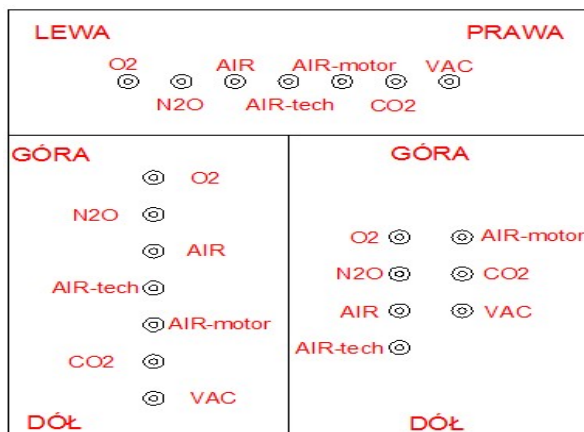 LEWA PRAWA
O2 AIR AIR-motor VAC
N2O AIR-tech CO2
GÓRA
O2
N2O
AIR
AIR-tech
AIR-motor
CO2
VAC
DÓŁ
GÓRA
O2 AIR-motor
N2O CO2
AIR VAC
AIR-tech
DÓŁ